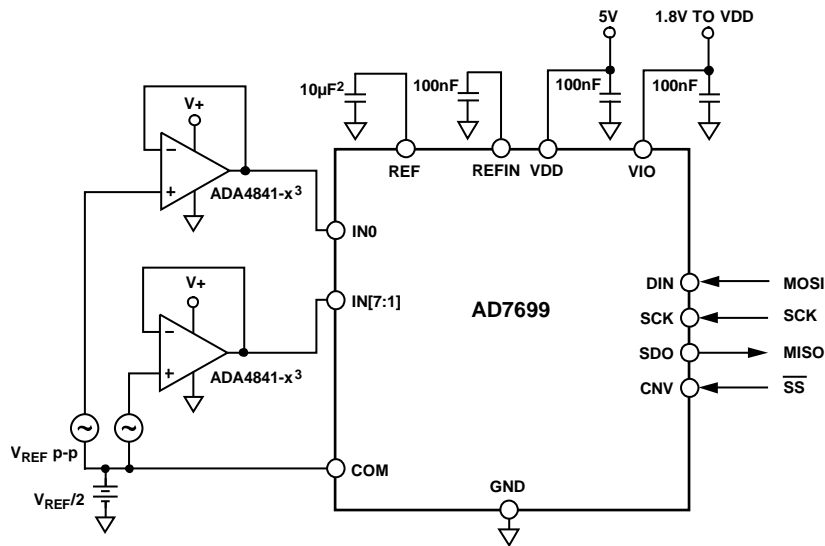 5V
1.8V TO VDD
10µF²
100nF
100nF
100nF
V+
−
+
ADA4841-x³
REF
REFIN
VDD
VIO
IN0
V+
−
+
ADA4841-x³
IN[7:1]
AD7699
DIN
MOSI
SCK
SCK
SDO
MISO
CNV
S̅S̅
VREF p-p
COM
VREF/2
GND